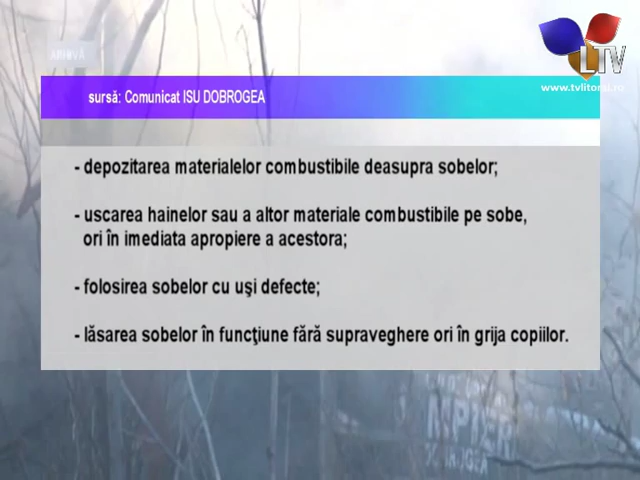 ARHIVĂ
LTV
www.tvlitoral.ro
sursă: Comunicat ISU DOBROGEA
- depozitarea materialelor combustibile deasupra sobelor;
- uscarea hainelor sau a altor materiale combustibile pe sobe,
ori în imediata apropiere a acestora;
- folosirea sobelor cu uşi defecte;
- lăsarea sobelor în funcţiune fără supraveghere ori în grija copiilor.